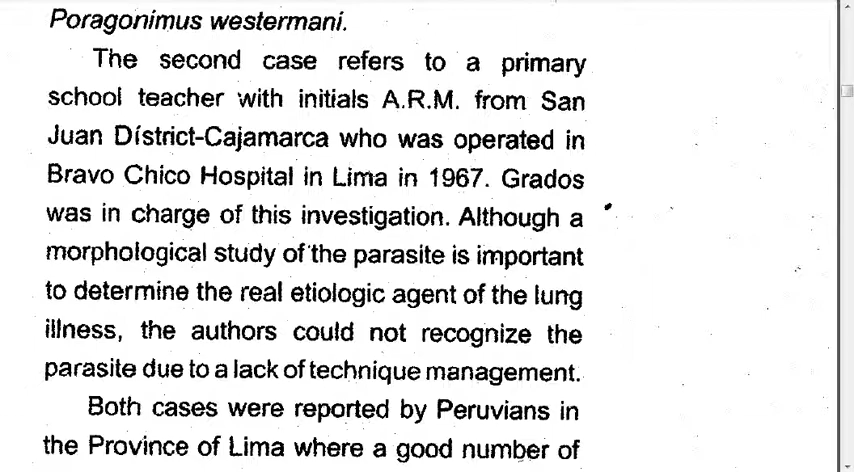 Poragonimus westermani.
The second case refers to a primary
school teacher with initials A.R.M. from San
Juan Dístrict-Cajamarca who was operated in
Bravo Chico Hospital in Lima in 1967. Grados
was in charge of this investigation. Although a
morphological study of the parasite is important
to determine the real etiologic agent of the lung
illness, the authors could not recognize the
parasite due to a lack of technique management.
Both cases were reported by Peruvians in
the Province of Lima where a good number of